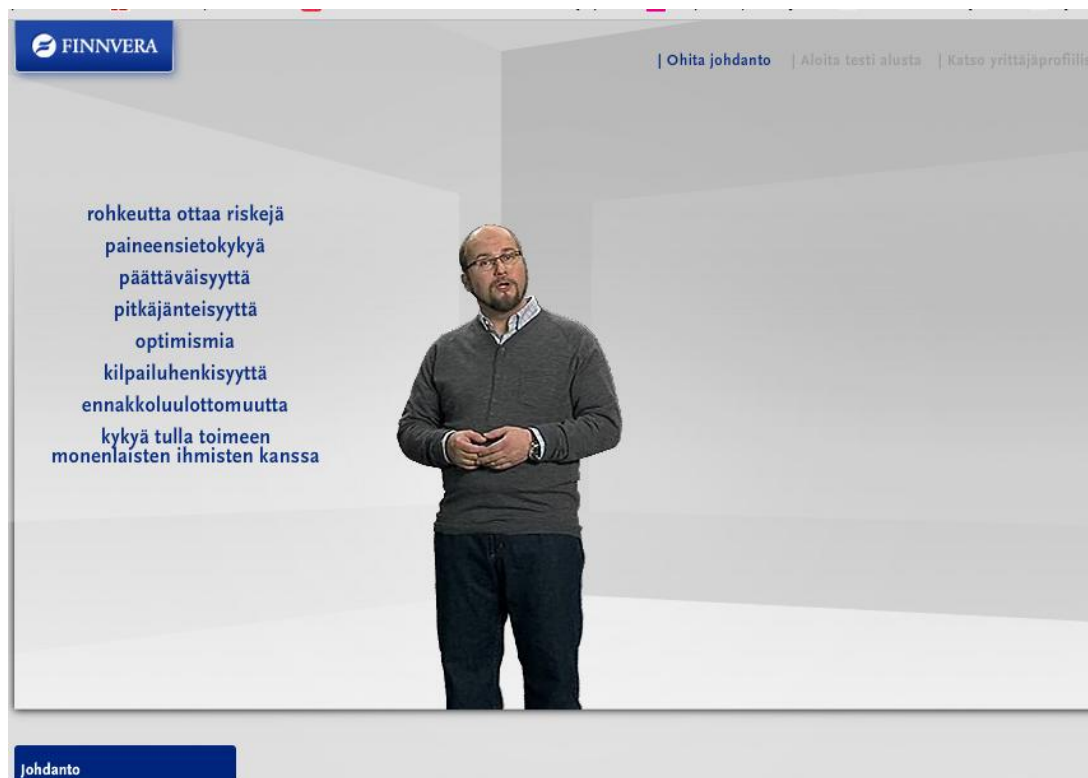 FINNVERA
| Ohita johdanto | Aloita testi alusta | Katso
rohkeutta ottaa riskejä
paineensietokykyä
päättäväisyyttä
pitkäjänteisyyttä
optimismia
kilpailuhenkisyyttä
ennakkoluulottomuutta
kykyä tulla toimeen
monenlaisten ihmisten kanssa
Johdanto